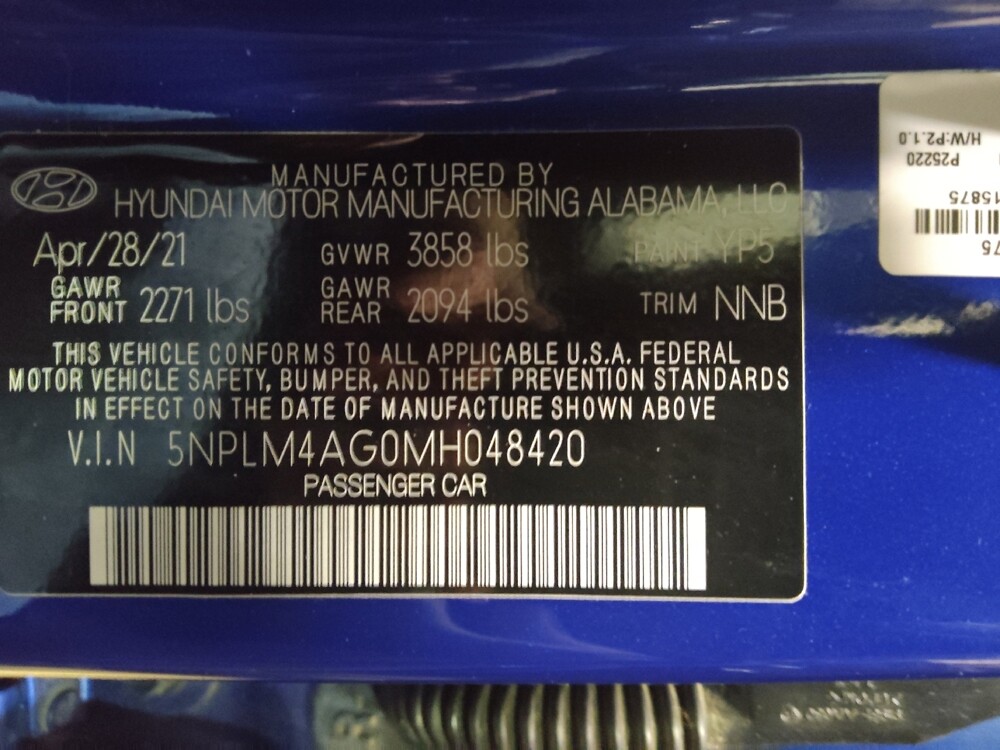 MANUFACTURED BY
HYUNDAI MOTOR MANUFACTURING ALABAMA, LLC
Apr/28/21 GVWR 3858 lbs PAINT YP5
GAWR FRONT 2271 lbs GAWR REAR 2094 lbs TRIM NNB
THIS VEHICLE CONFORMS TO ALL APPLICABLE U.S.A. FEDERAL
MOTOR VEHICLE SAFETY, BUMPER, AND THEFT PREVENTION STANDARDS
IN EFFECT ON THE DATE OF MANUFACTURE SHOWN ABOVE
V.I.N 5NPLM4AG0MH048420
PASSENGER CAR
75
15875
P25220
H/W:P2.1.0